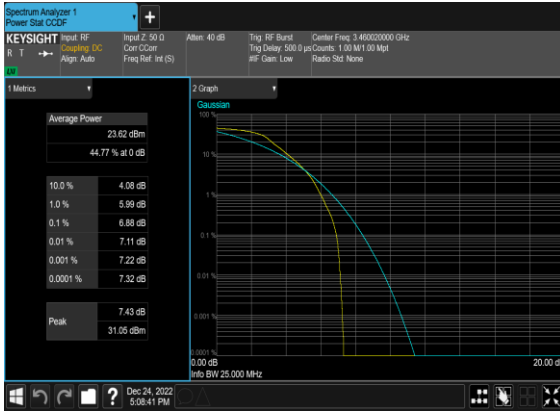 Spectrum Analyzer 1
Power Stat CCDF
+
KEYSIGHT
R T
Input: RF
Coupling: DC
Align: Auto
Input Z: 50 Ω
Corr CCorr
Freq Ref: Int (S)
Atten: 40 dB
Trig: RF Burst
Trig Delay: 500.0 µs
#IF Gain: Low
Center Freq: 3.460020000 GHz
Counts: 1.00 M/1.00 Mpt
Radio Std: None
1 Metrics
Average Power
23.62 dBm
44.77 % at 0 dB
10.0 % 4.08 dB
1.0 % 5.99 dB
0.1 % 6.88 dB
0.01 % 7.11 dB
0.001 % 7.22 dB
0.0001 % 7.32 dB
Peak
7.43 dB
31.05 dBm
2 Graph
Gaussian
100 %
10 %
1 %
0.1 %
0.01 %
0.001 %
0.0001 %
0.00 dB
20.00 d
Info BW 25.000 MHz
?
Dec 24, 2022
5:08:41 PM